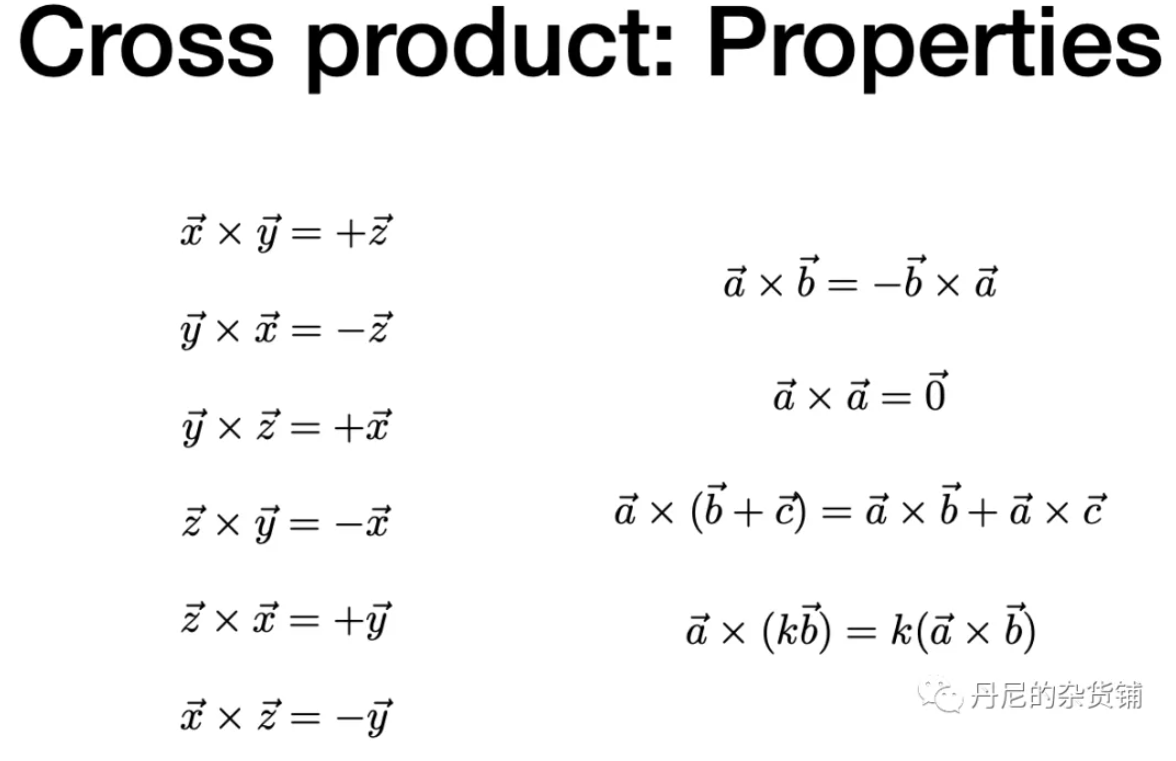 Cross product: Properties
$\vec{x} \times \vec{y} = +\vec{z}$
$\vec{y} \times \vec{x} = -\vec{z}$
$\vec{y} \times \vec{z} = +\vec{x}$
$\vec{z} \times \vec{y} = -\vec{x}$
$\vec{z} \times \vec{x} = +\vec{y}$
$\vec{x} \times \vec{z} = -\vec{y}$
$\vec{a} \times \vec{b} = -\vec{b} \times \vec{a}$
$\vec{a} \times \vec{a} = \vec{0}$
$\vec{a} \times (\vec{b} + \vec{c}) = \vec{a} \times \vec{b} + \vec{a} \times \vec{c}$
$\vec{a} \times (k\vec{b}) = k(\vec{a} \times \vec{b})$
丹尼的杂货铺